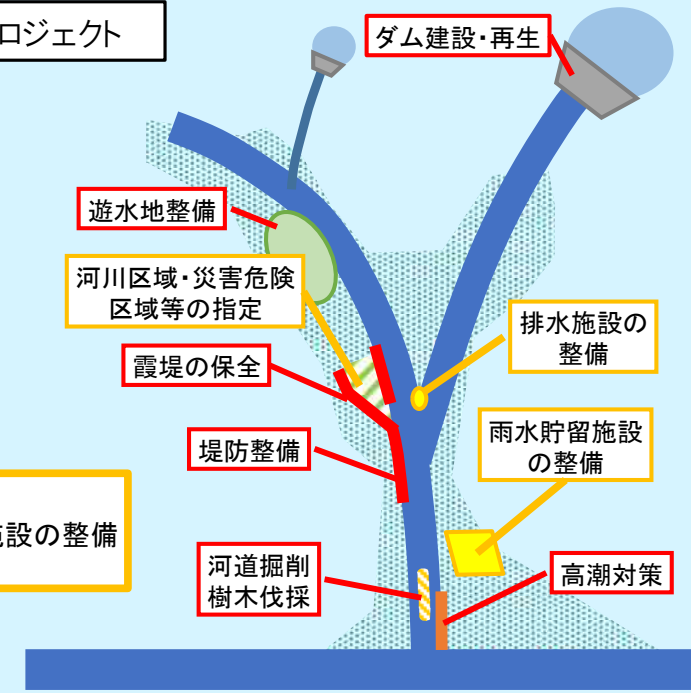 ロジェクト
ダム建設・再生
遊水地整備
河川区域・災害危険
区域等の指定
排水施設の
整備
霞堤の保全
雨水貯留施設
の整備
堤防整備
設の整備
河道掘削
樹木伐採
高潮対策